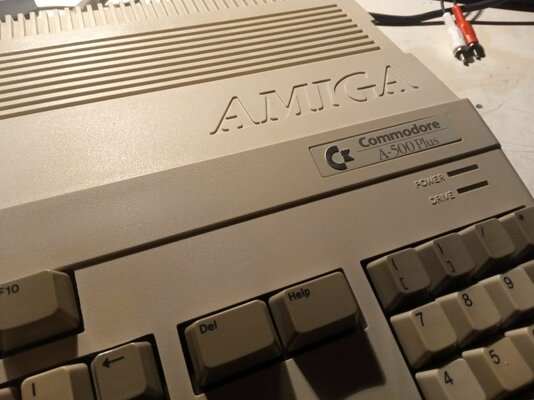 AMIGA
Commodore
A-500 Plus
POWER
DRIVE
F10
Del
Help
( [
) ]
/
*
7
8
9
4
5
\
←